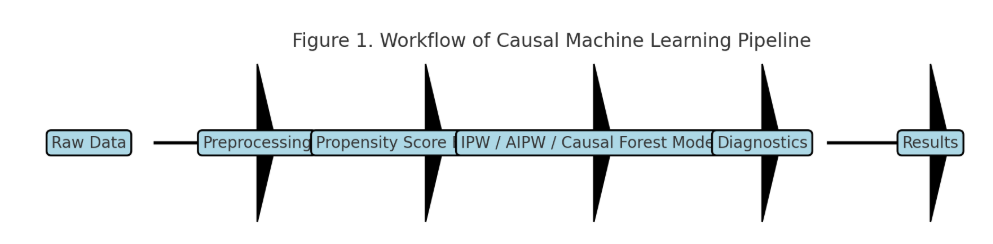 Figure 1. Workflow of Causal Machine Learning Pipeline
Raw Data
Preprocessing
Propensity Score
IPW / AIPW / Causal Forest Mode
Diagnostics
Results